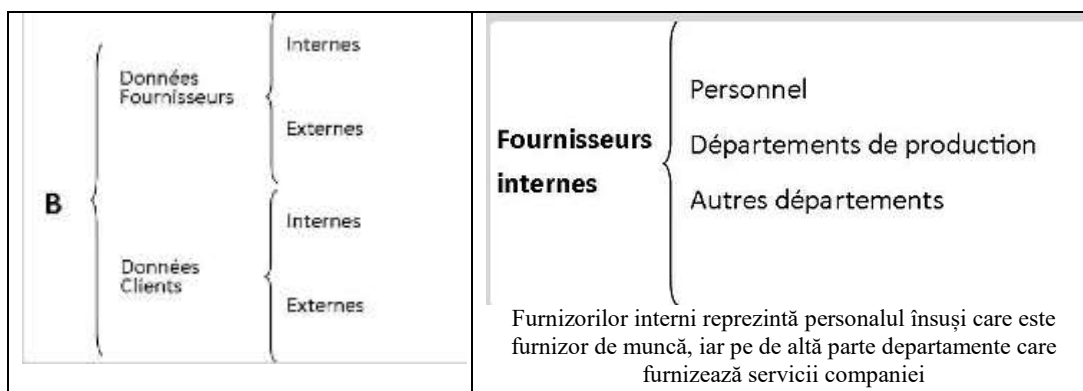 Internes
Données
Fournisseurs
Externes
B
Internes
Données
Clients
Externes
Personnel
Fournisseurs
internes
Départements de production
Autres départements
Furnizorilor interni reprezintă personalul însuși care este
furnizor de muncă, iar pe de altă parte departamente care
furnizează servicii companiei